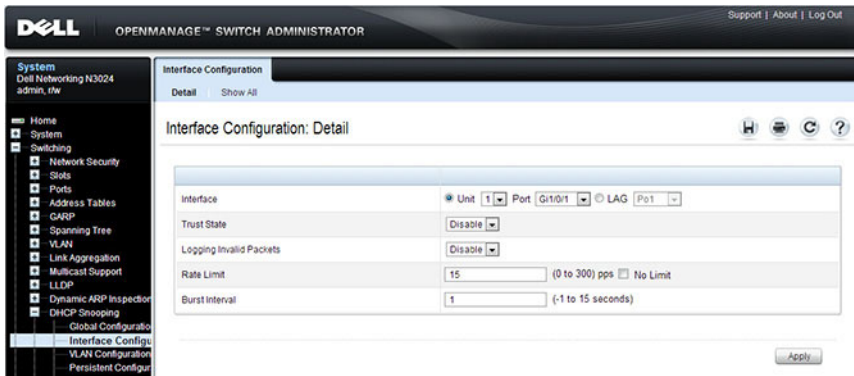 Support | About | Log Out
DELL OPENMANAGE™ SWITCH ADMINISTRATOR
System
Dell Networking N3024
admin, r/w
Home
System
Switching
Network Security
Slots
Ports
Address Tables
GARP
Spanning Tree
VLAN
Link Aggregation
Multicast Support
LLDP
Dynamic ARP Inspection
DHCP Snooping
Global Configuratio
Interface Configu
VLAN Configuration
Persistent Configur
Interface Configuration
Detail Show All
Interface Configuration: Detail
Interface Unit 1 Port Gi1/0/1 LAG Po1
Trust State Disable
Logging Invalid Packets Disable
Rate Limit 15 (0 to 300) pps No Limit
Burst Interval 1 (-1 to 15 seconds)
Apply